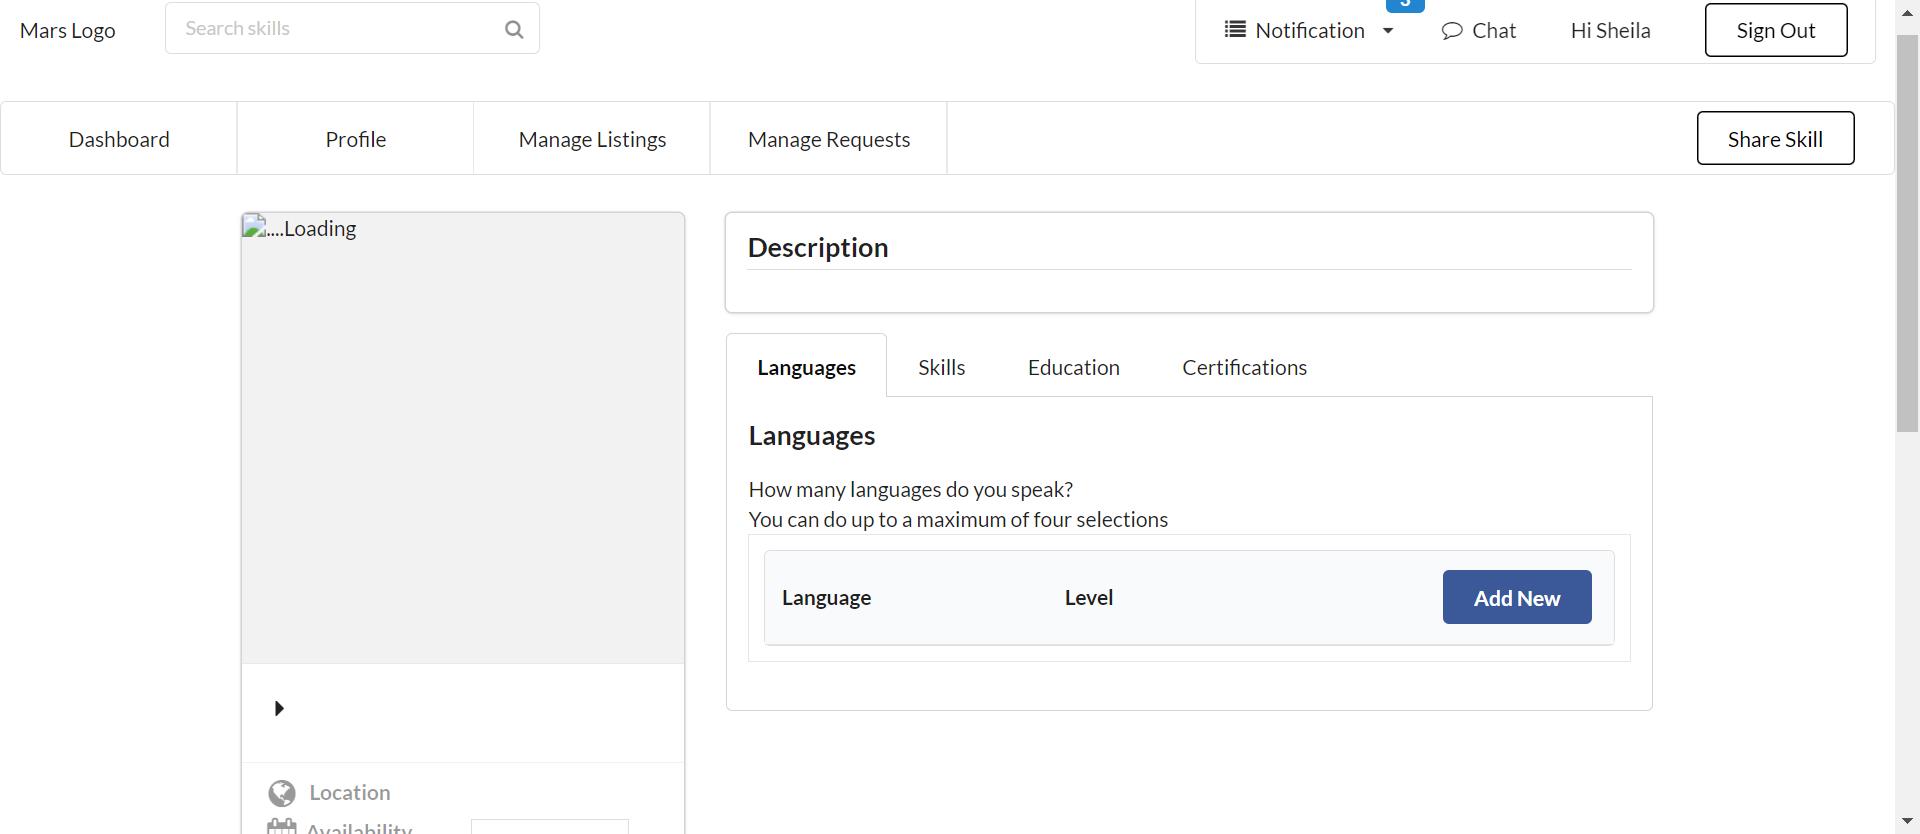 Mars Logo
Search skills
3
Notification
Chat
Hi Sheila
Sign Out
Dashboard
Profile
Manage Listings
Manage Requests
Share Skill
....Loading
Description
Languages
Skills
Education
Certifications
Languages
How many languages do you speak?
You can do up to a maximum of four selections
Language
Level
Add New
Location
Availability